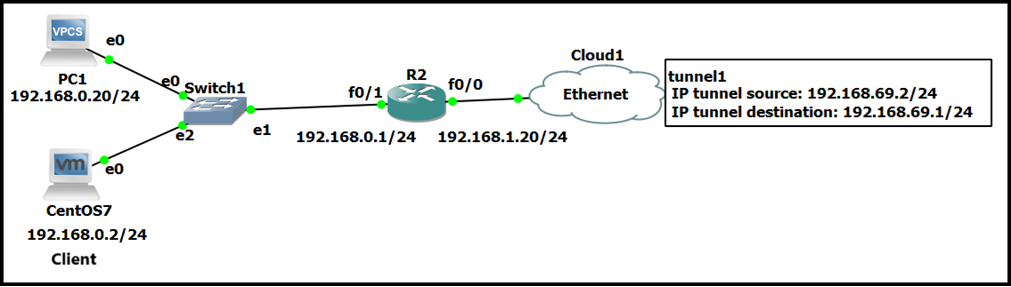 VPCS
e0
PC1
192.168.0.20/24
e0
Switch1
e1
e2
e0
vm
CentOS7
192.168.0.2/24
Client
R2
f0/1
f0/0
192.168.0.1/24
192.168.1.20/24
Cloud1
Ethernet
tunnel1
IP tunnel source: 192.168.69.2/24
IP tunnel destination: 192.168.69.1/24